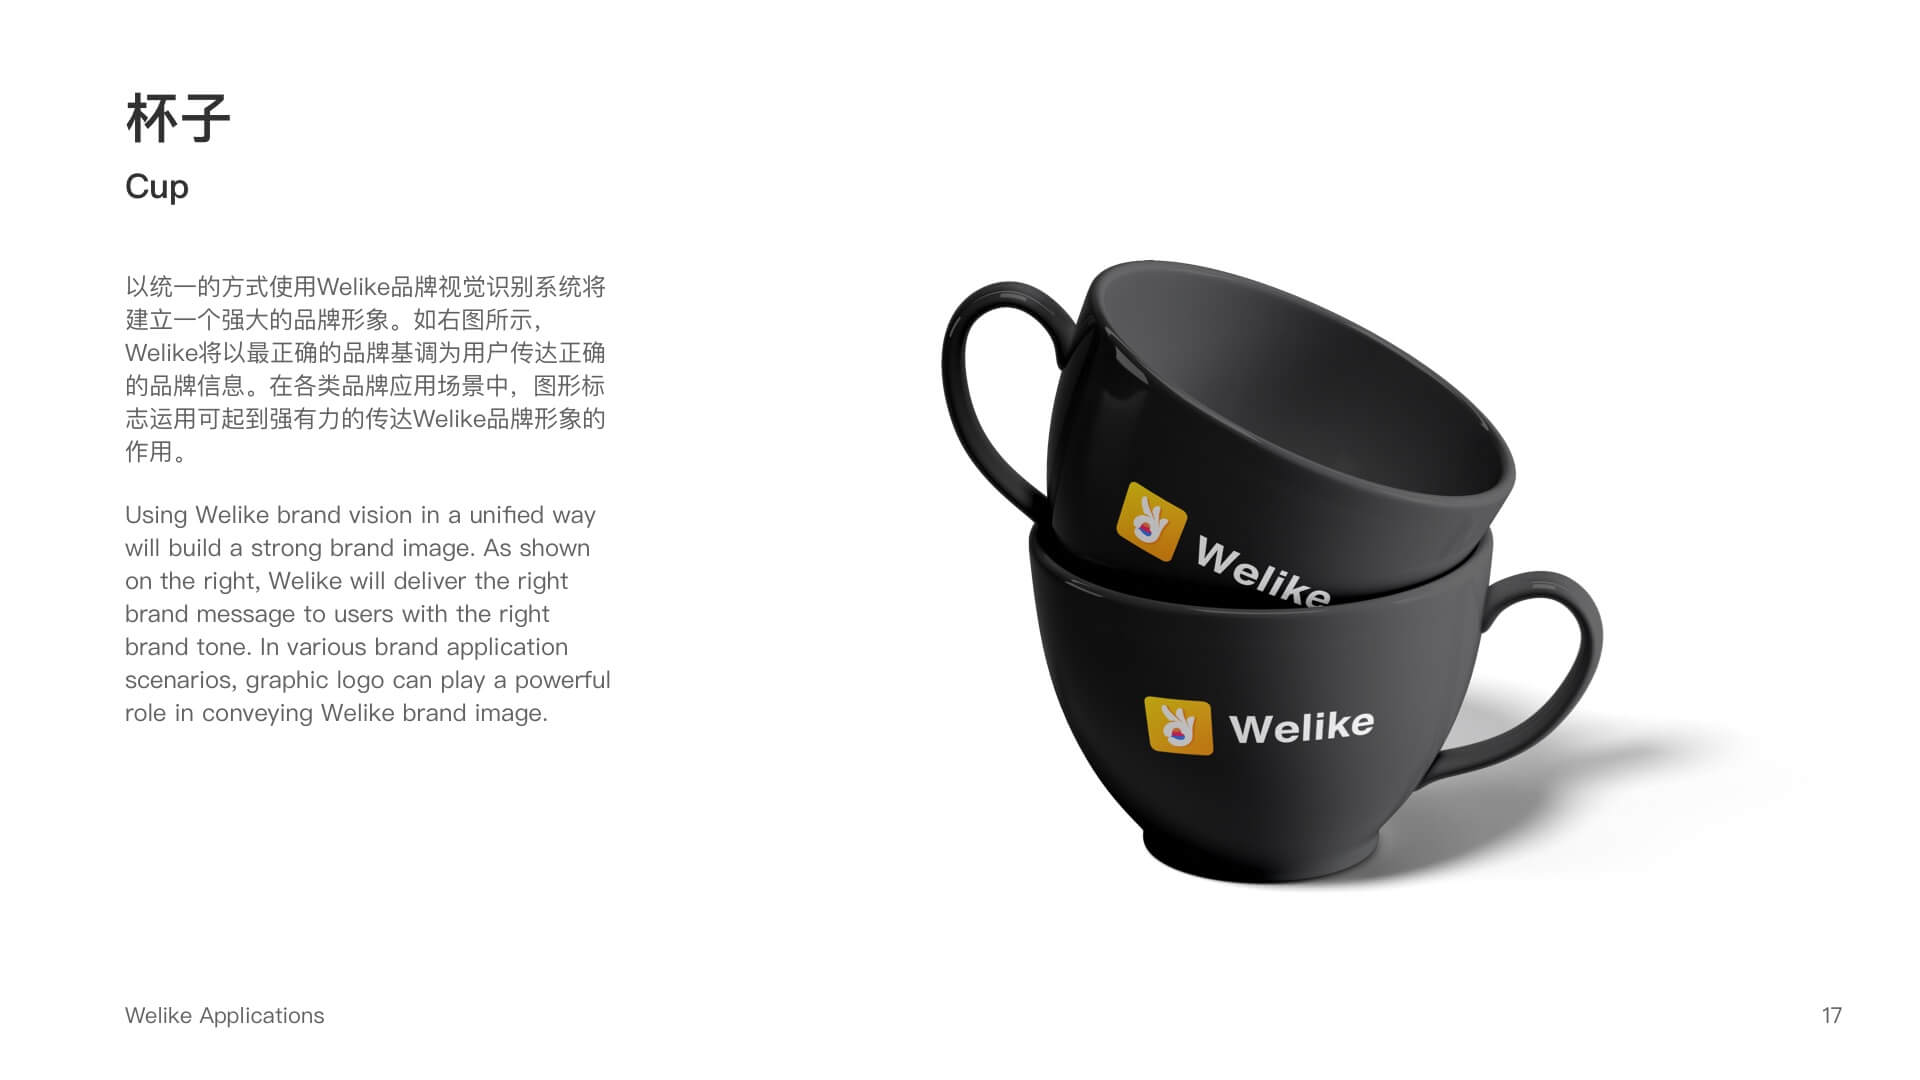 杯子
Cup
以统一的方式使用Welike品牌视觉识别系统将
建立一个强大的品牌形象。如右图所示，
Welike将以最正确的品牌基调为用户传达正确
的品牌信息。在各类品牌应用场景中，图形标
志运用可起到强有力的传达Welike品牌形象的
作用。
Using Welike brand vision in a unified way
will build a strong brand image. As shown
on the right, Welike will deliver the right
brand message to users with the right
brand tone. In various brand application
scenarios, graphic logo can play a powerful
role in conveying Welike brand image.
Welike
Welike
Welike Applications
17